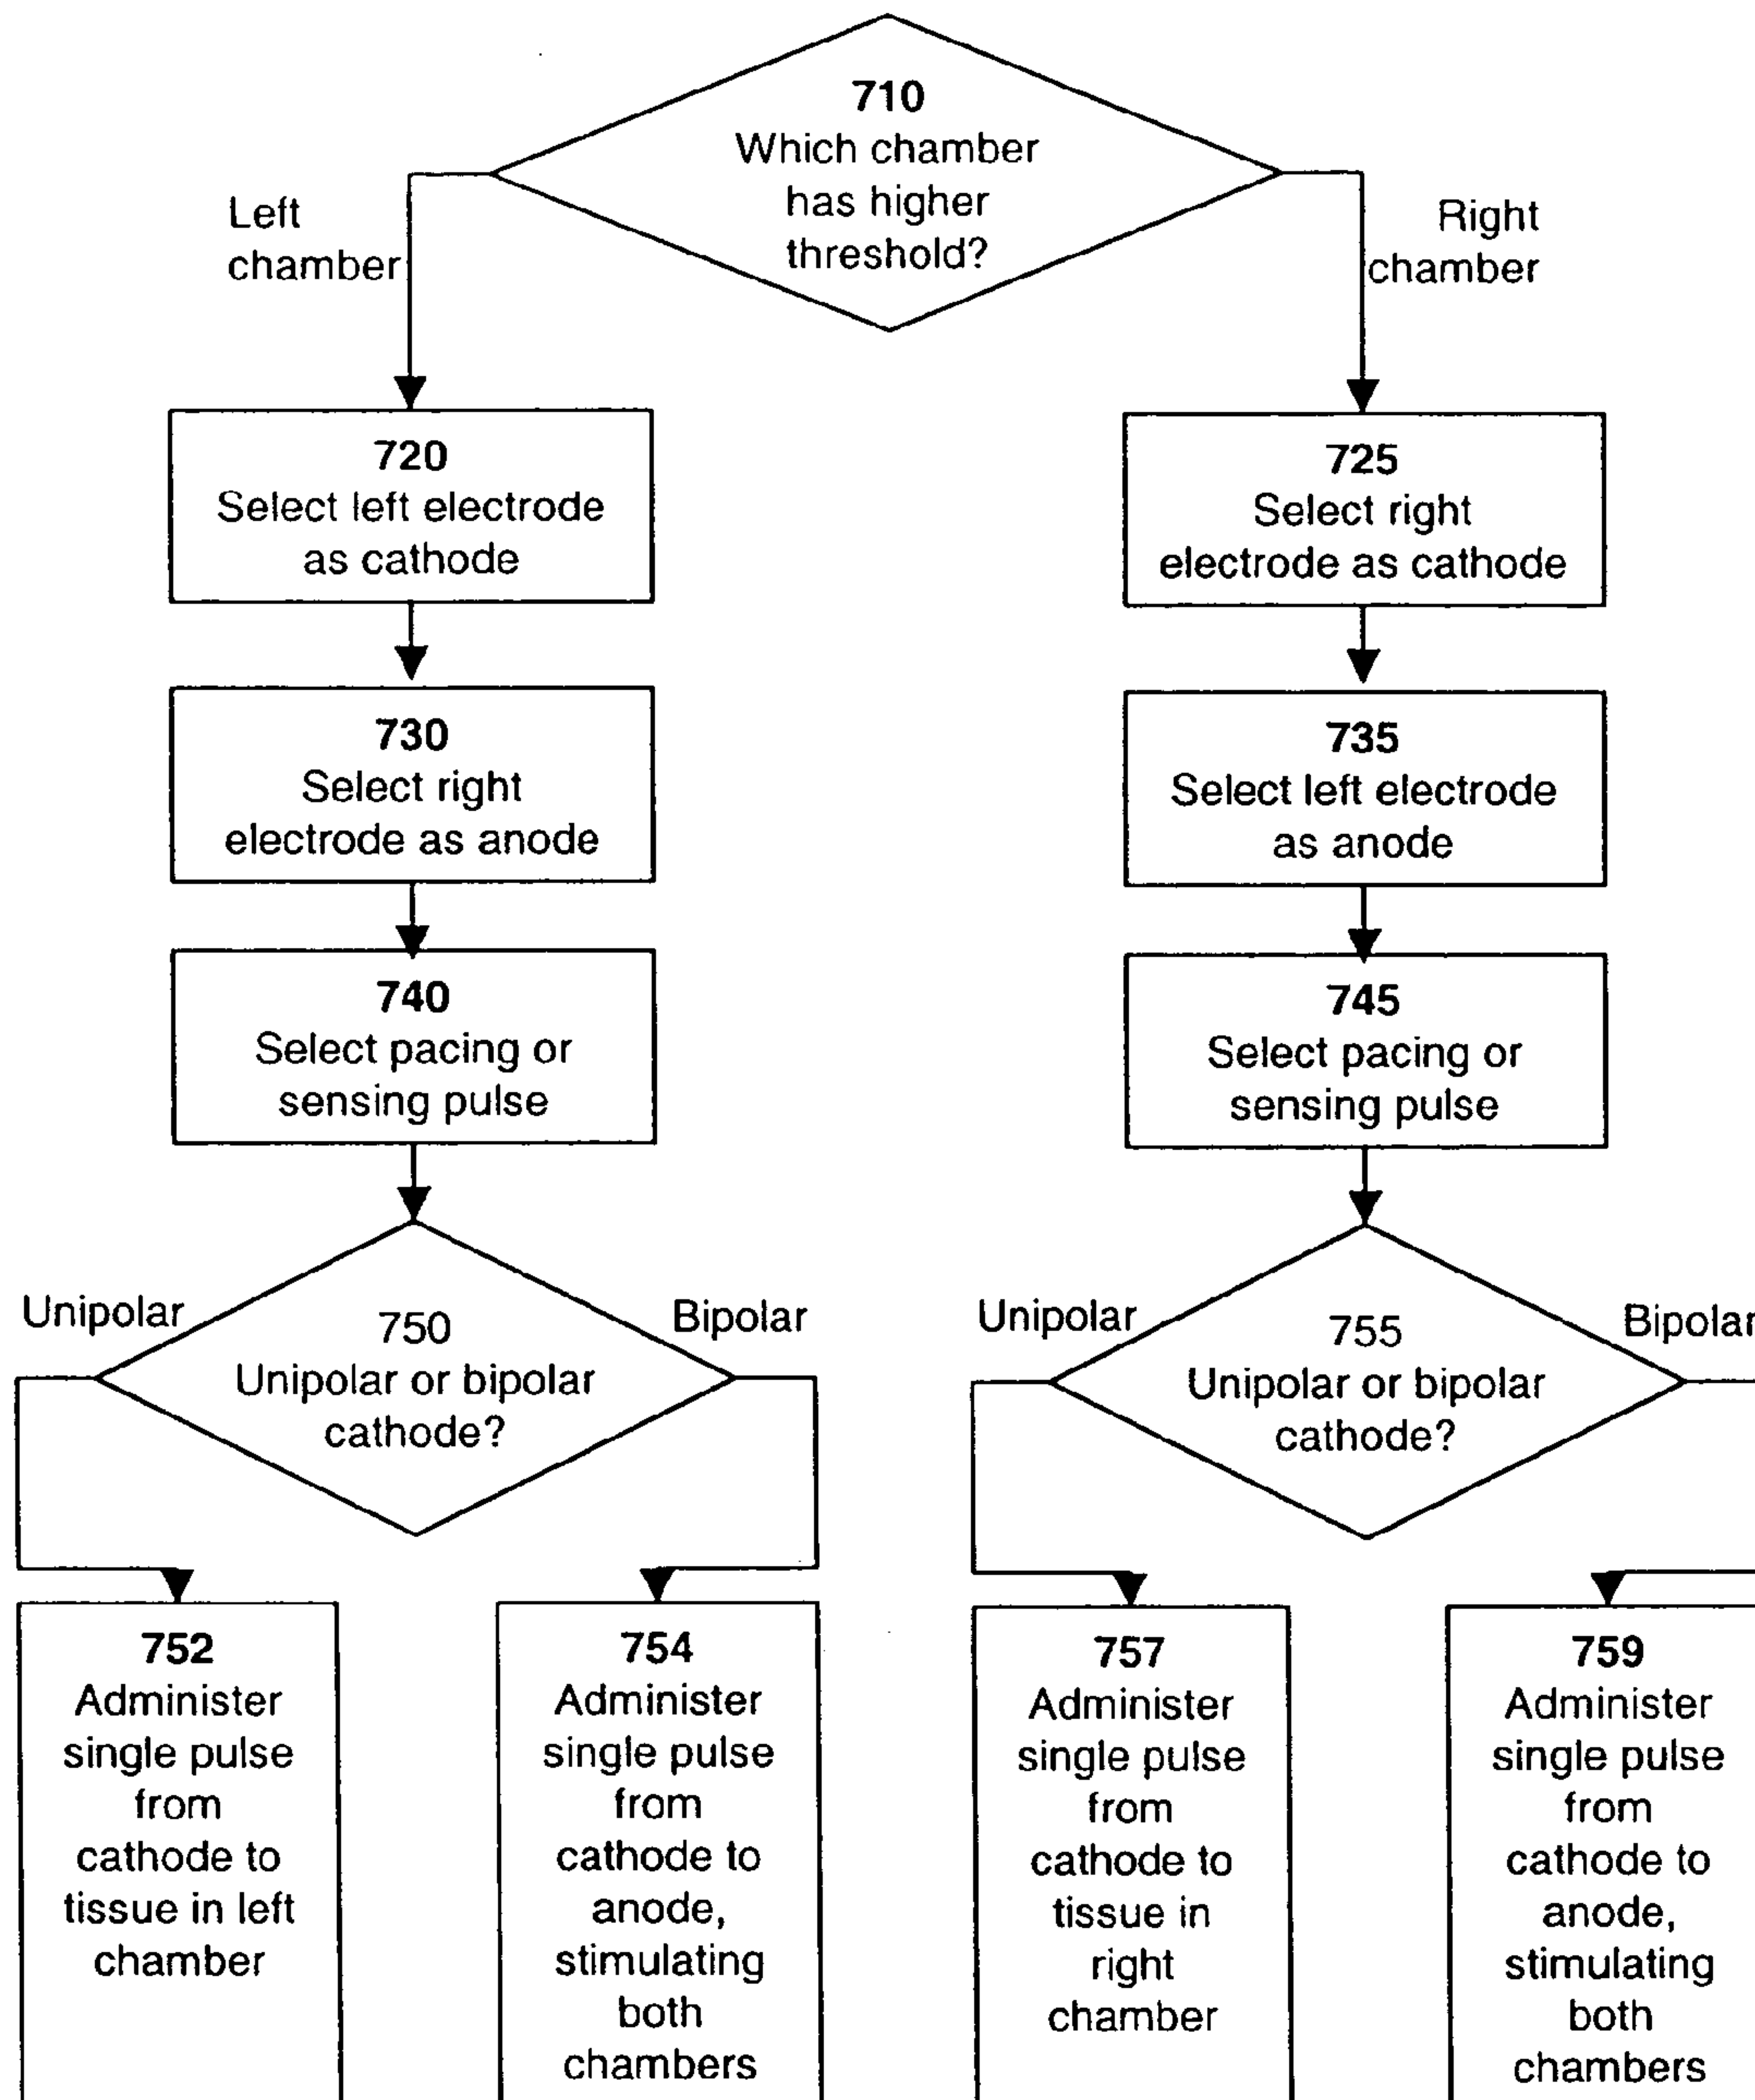 710
Which chamber
has higher
threshold?
Left
chamber
Right
chamber
720
Select left electrode
as cathode
725
Select right
electrode as cathode
730
Select right
electrode as anode
735
Select left electrode
as anode
740
Select pacing or
sensing pulse
745
Select pacing or
sensing pulse
Unipolar
750
Unipolar or bipolar
cathode?
Bipolar
Unipolar
755
Unipolar or bipolar
cathode?
Bipolar
752
Administer
single pulse
from
cathode to
tissue in left
chamber
754
Administer
single pulse
from
cathode to
anode,
stimulating
both
chambers
757
Administer
single pulse
from
cathode to
tissue in
right
chamber
759
Administer
single pulse
from
cathode to
anode,
stimulating
both
chambers